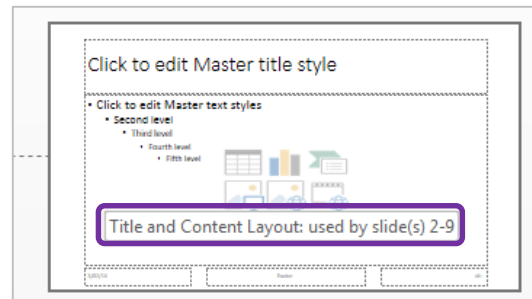 Click to edit Master title style
• Click to edit Master text styles
• Second level
• Third level
• Fourth level
• Fifth level
Title and Content Layout: used by slide(s) 2-9
Footer